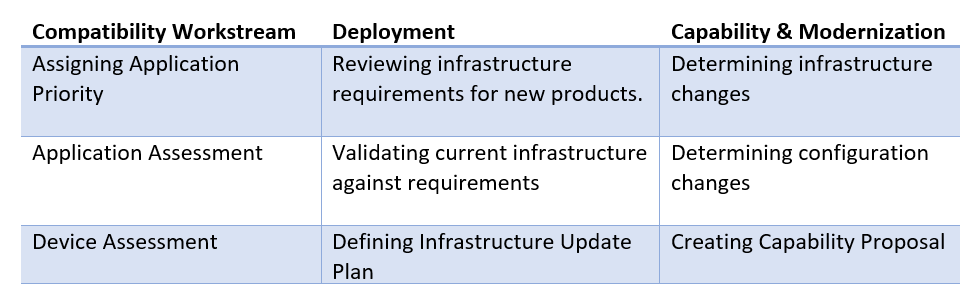 Compatibility Workstream
Deployment
Capability & Modernization
Assigning Application
Priority
Reviewing infrastructure
requirements for new products.
Determining infrastructure
changes
Application Assessment
Validating current infrastructure
against requirements
Determining configuration
changes
Device Assessment
Defining Infrastructure Update
Plan
Creating Capability Proposal